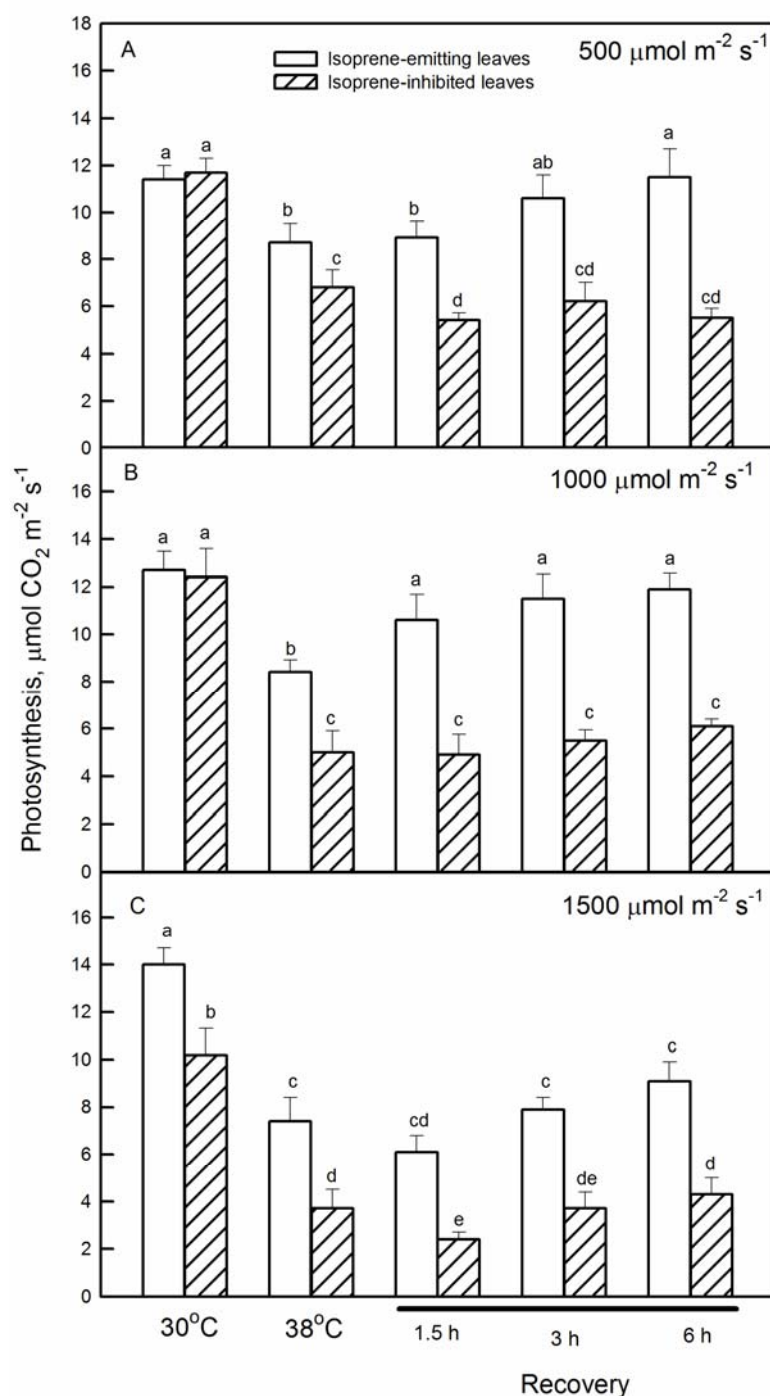 18
A
Isoprene-emitting leaves
500 μmol m⁻² s⁻¹
Isoprene-inhibited leaves
16
14
12
10
8
6
4
2
0
a
a
b
c
b
d
ab
cd
a
cd
B
1000 μmol m⁻² s⁻¹
16
14
12
10
8
6
4
2
0
a
a
b
c
a
c
a
c
a
c
Photosynthesis, μmol CO₂ m⁻² s⁻¹
C
1500 μmol m⁻² s⁻¹
16
14
12
10
8
6
4
2
0
a
b
c
d
cd
e
c
de
c
d
30°C
38°C
1.5 h
3 h
6 h
Recovery